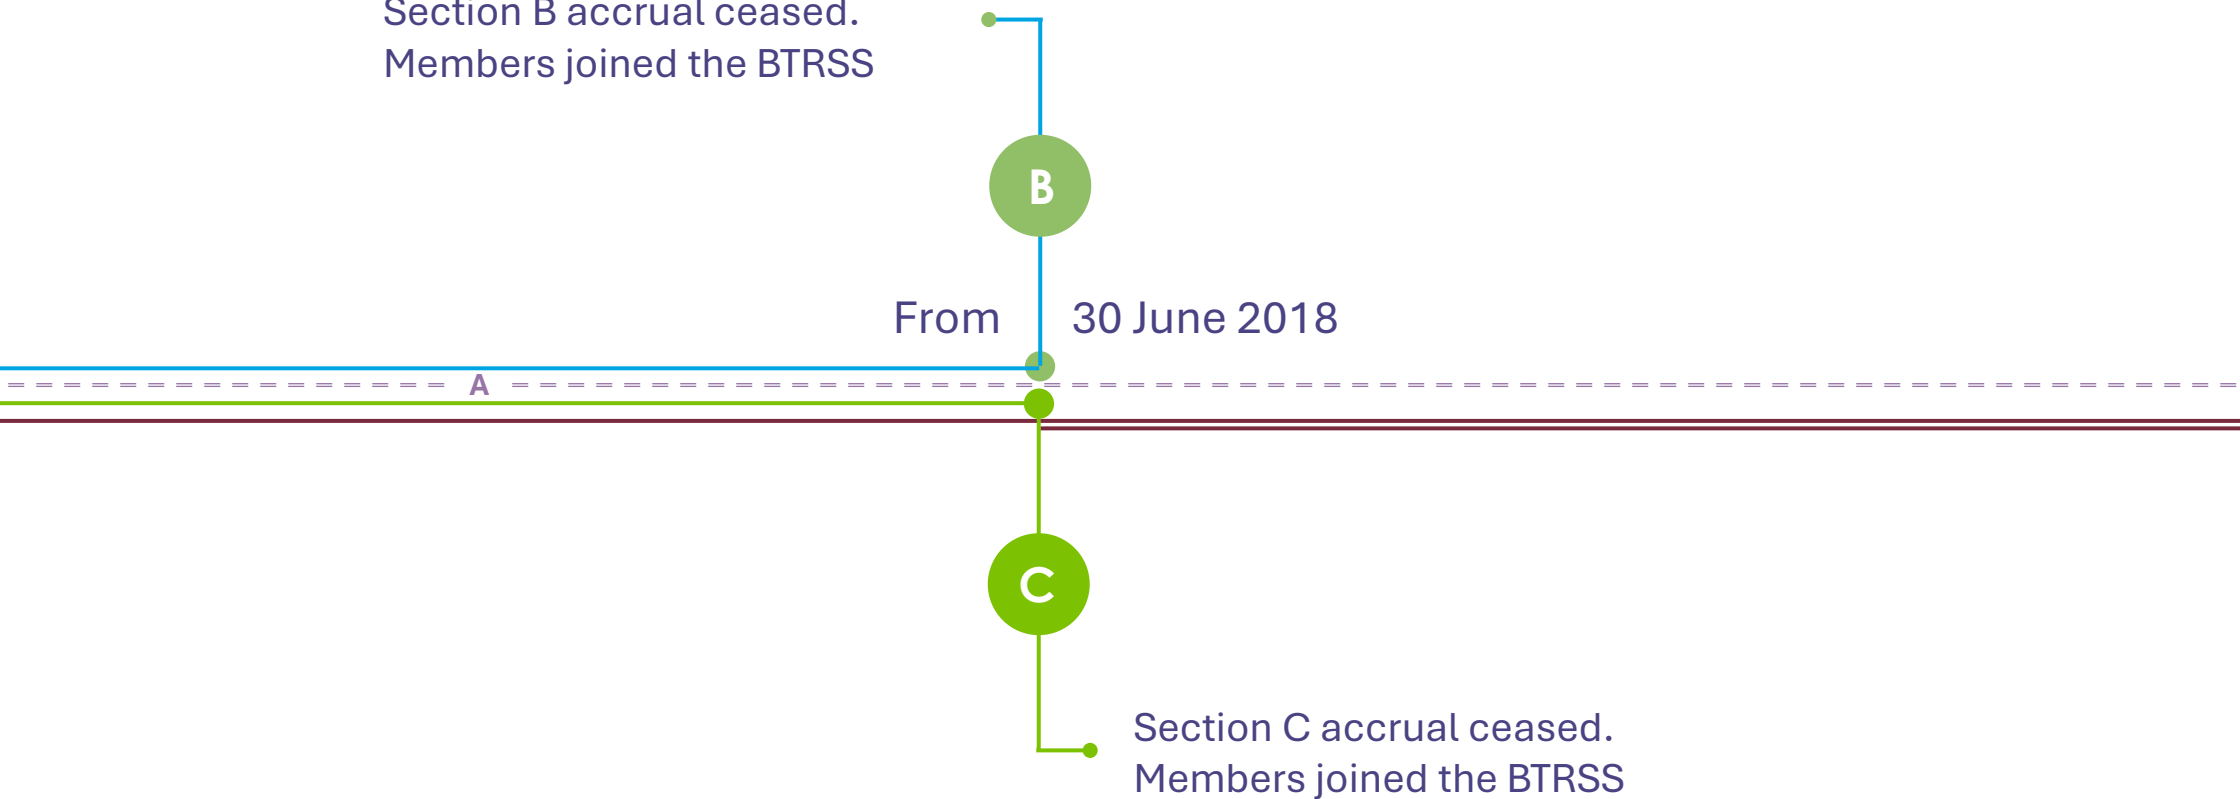 Section B accrual ceased.
Members joined the BTRSS
B
From 30 June 2018
A
C
Section C accrual ceased.
Members joined the BTRSS